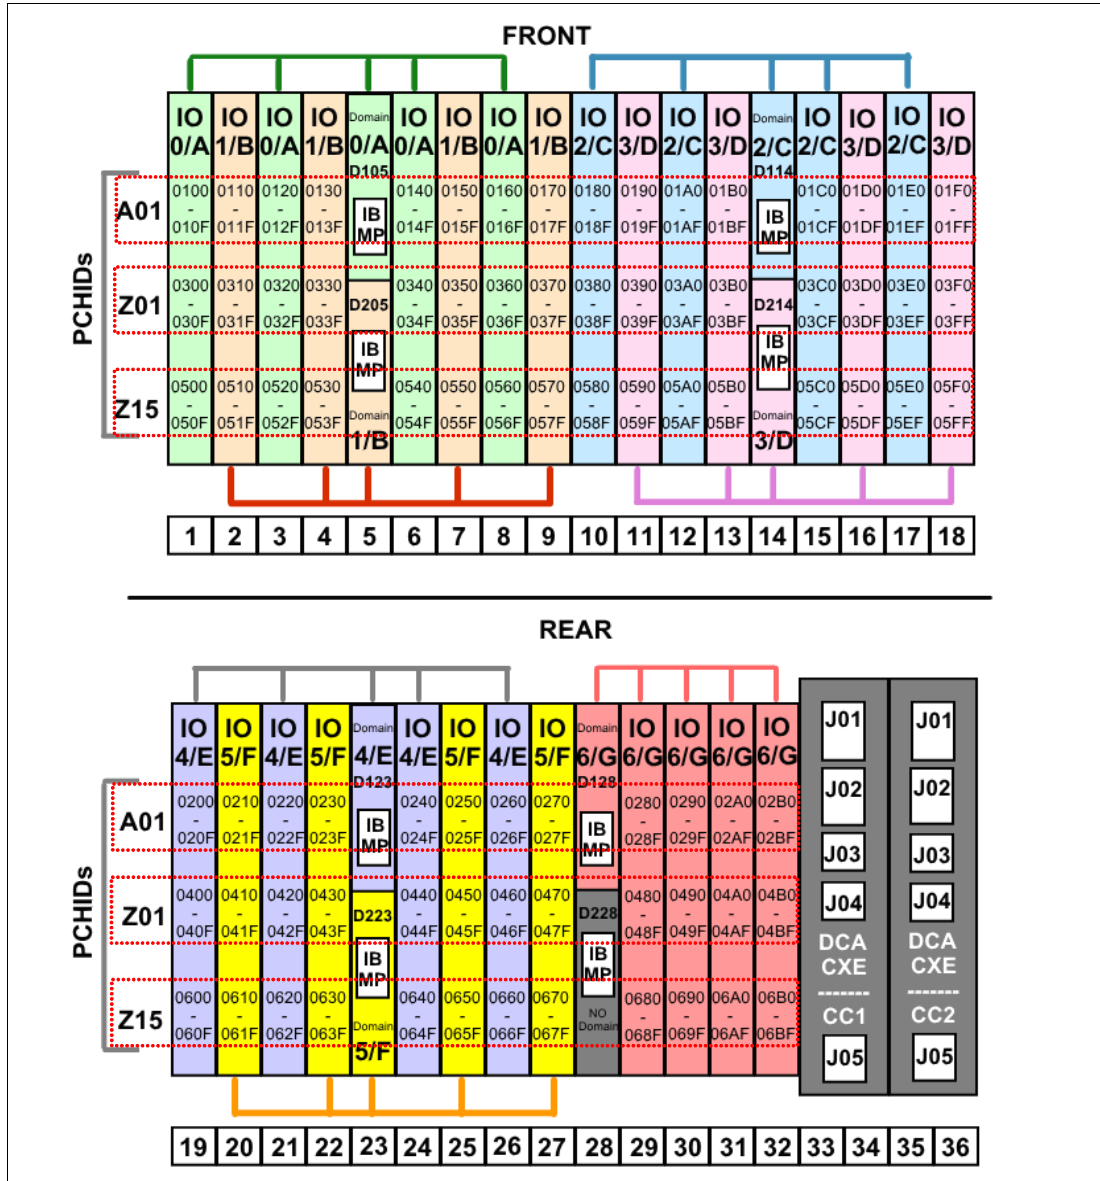 FRONT
IO IO IO IO Domain IO IO IO IO IO IO IO IO Domain IO IO IO IO
0/A 1/B 0/A 1/B 0/A 0/A 1/B 0/A 1/B 2/C 3/D 2/C 3/D 2/C 2/C 3/D 2/C 3/D
D105 D114
PCHIDs
A01
0100 0110 0120 0130 0140 0150 0160 0170 0180 0190 01A0 01B0 01C0 01D0 01E0 01F0
- - - - IB - - - - - - - - IB - - - -
010F 011F 012F 013F MP 014F 015F 016F 017F 018F 019F 01AF 01BF MP 01CF 01DF 01EF 01FF
Z01
0300 0310 0320 0330 D205 0340 0350 0360 0370 0380 0390 03A0 03B0 D214 03C0 03D0 03E0 03F0
- - - - - - - - - - - - - - - -
030F 031F 032F 033F 034F 035F 036F 037F 038F 039F 03AF 03BF 03CF 03DF 03EF 03FF
IB IB
MP MP
Z15
0500 0510 0520 0530 0540 0550 0560 0570 0580 0590 05A0 05B0 05C0 05D0 05E0 05F0
- - - - - - - - - - - - - - - -
050F 051F 052F 053F Domain 054F 055F 056F 057F 058F 059F 05AF 05BF Domain 05CF 05DF 05EF 05FF
1/B 3/D
1 2 3 4 5 6 7 8 9 10 11 12 13 14 15 16 17 18
REAR
IO IO IO IO Domain IO IO IO IO Domain IO IO IO IO
4/E 5/F 4/E 5/F 4/E 4/E 5/F 4/E 5/F 6/G 6/G 6/G 6/G 6/G
D123 D128
PCHIDs
A01
0200 0210 0220 0230 0240 0250 0260 0270 0280 0290 02A0 02B0
- - - - IB - - - - IB - - - -
020F 021F 022F 023F MP 024F 025F 026F 027F MP 028F 029F 02AF 02BF
Z01
0400 0410 0420 0430 D223 0440 0450 0460 0470 D228 0480 0490 04A0 04B0
- - - - - - - - - - - -
040F 041F 042F 043F 044F 045F 046F 047F 048F 049F 04AF 04BF
IB IB
MP MP
Z15
0600 0610 0620 0630 0640 0650 0660 0670 NO 0680 0690 06A0 06B0
- - - - - - - - - - - -
060F 061F 062F 063F Domain 064F 065F 066F 067F Domain 068F 069F 06AF 06BF
5/F
J01 J01
J02 J02
J03 J03
J04 J04
DCA DCA
CXE CXE
------- -------
CC1 CC2
J05 J05
19 20 21 22 23 24 25 26 27 28 29 30 31 32 33 34 35 36